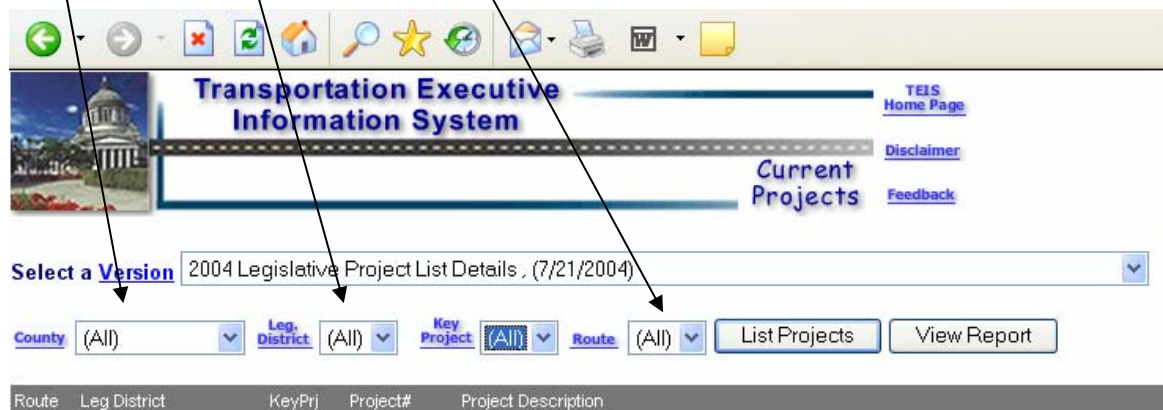 Transportation Executive
Information System
TEIS
Home Page
Disclaimer
Current
Projects
Feedback
Select a Version 2004 Legislative Project List Details , (7/21/2004)
County (All) Leg. District (All) Key Project (All) Route (All) List Projects View Report
Route Leg District KeyPrj Project# Project Description